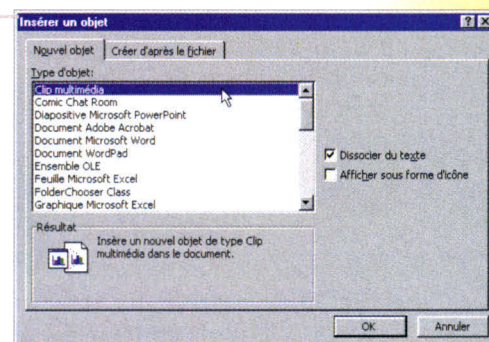 Insérer un objet
Nouvel objet
Créer d'après le fichier
Type d'objet:
Clip multimédia
Comic Chat Room
Diapositive Microsoft PowerPoint
Document Adobe Acrobat
Document Microsoft Word
Document WordPad
Ensemble OLE
Feuille Microsoft Excel
FolderChooser Class
Graphique Microsoft Excel
Dissocier du texte
Afficher sous forme d'icône
Résultat
Insère un nouvel objet de type Clip
multimédia dans le document.
OK
Annuler